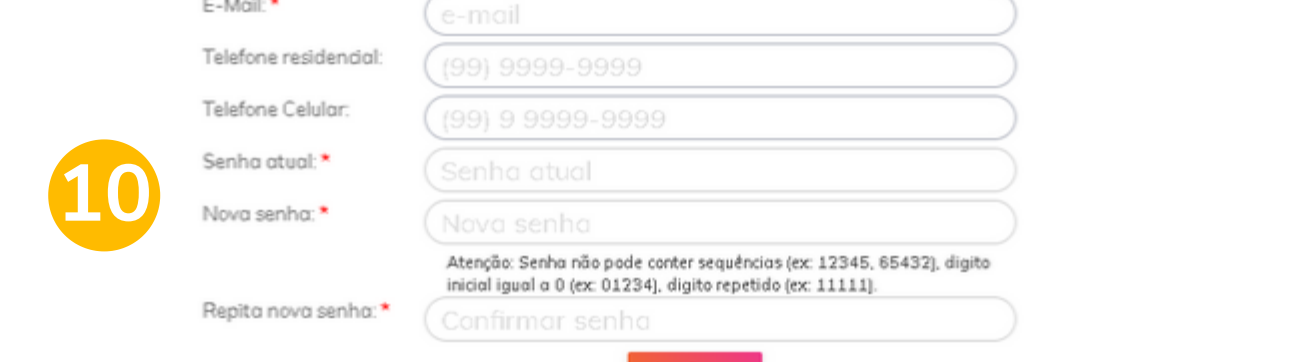 E-Mail: * e-mail
Telefone residencial: (99) 9999-9999
Telefone Celular: (99) 9 9999-9999
10
Senha atual: * Senha atual
Nova senha: * Nova senha
Atenção: Senha não pode conter sequências (ex: 12345, 65432), digito
inicial igual a 0 (ex: 01234), digito repetido (ex: 11111).
Repita nova senha: * Confirmar senha